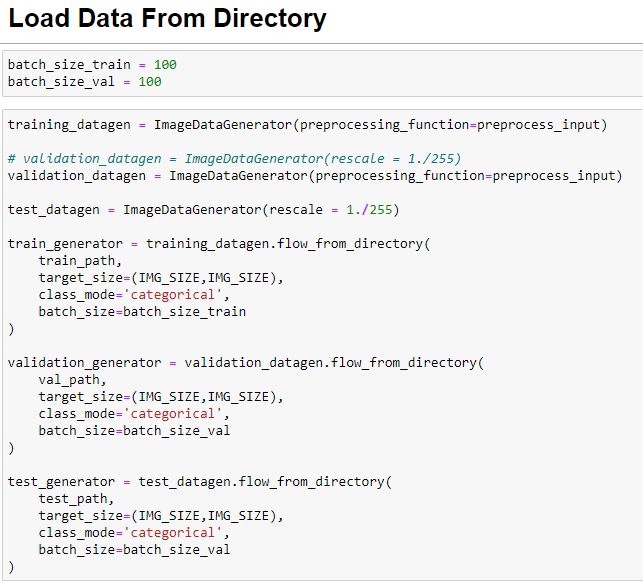 Load Data From Directory
batch_size_train = 100
batch_size_val = 100
training_datagen = ImageDataGenerator(preprocessing_function=preprocess_input)
# validation_datagen = ImageDataGenerator(rescale = 1./255)
validation_datagen = ImageDataGenerator(preprocessing_function=preprocess_input)
test_datagen = ImageDataGenerator(rescale = 1./255)
train_generator = training_datagen.flow_from_directory(
    train_path,
    target_size=(IMG_SIZE,IMG_SIZE),
    class_mode='categorical',
    batch_size=batch_size_train
)
validation_generator = validation_datagen.flow_from_directory(
    val_path,
    target_size=(IMG_SIZE,IMG_SIZE),
    class_mode='categorical',
    batch_size=batch_size_val
)
test_generator = test_datagen.flow_from_directory(
    test_path,
    target_size=(IMG_SIZE,IMG_SIZE),
    class_mode='categorical',
    batch_size=batch_size_val
)